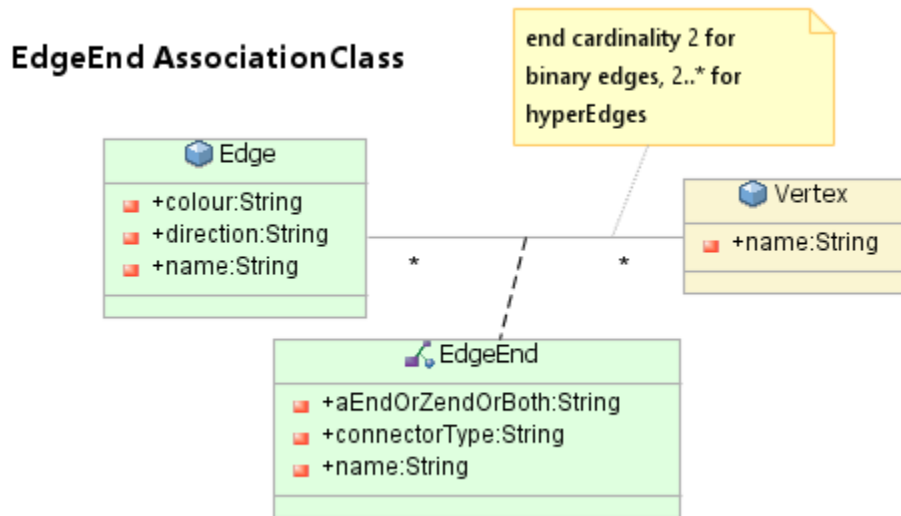 EdgeEnd AssociationClass
end cardinality 2 for
binary edges, 2..* for
hyperEdges
Edge
+colour:String
+direction:String
+name:String
*
*
Vertex
+name:String
EdgeEnd
+aEndOrZendOrBoth:String
+connectorType:String
+name:String